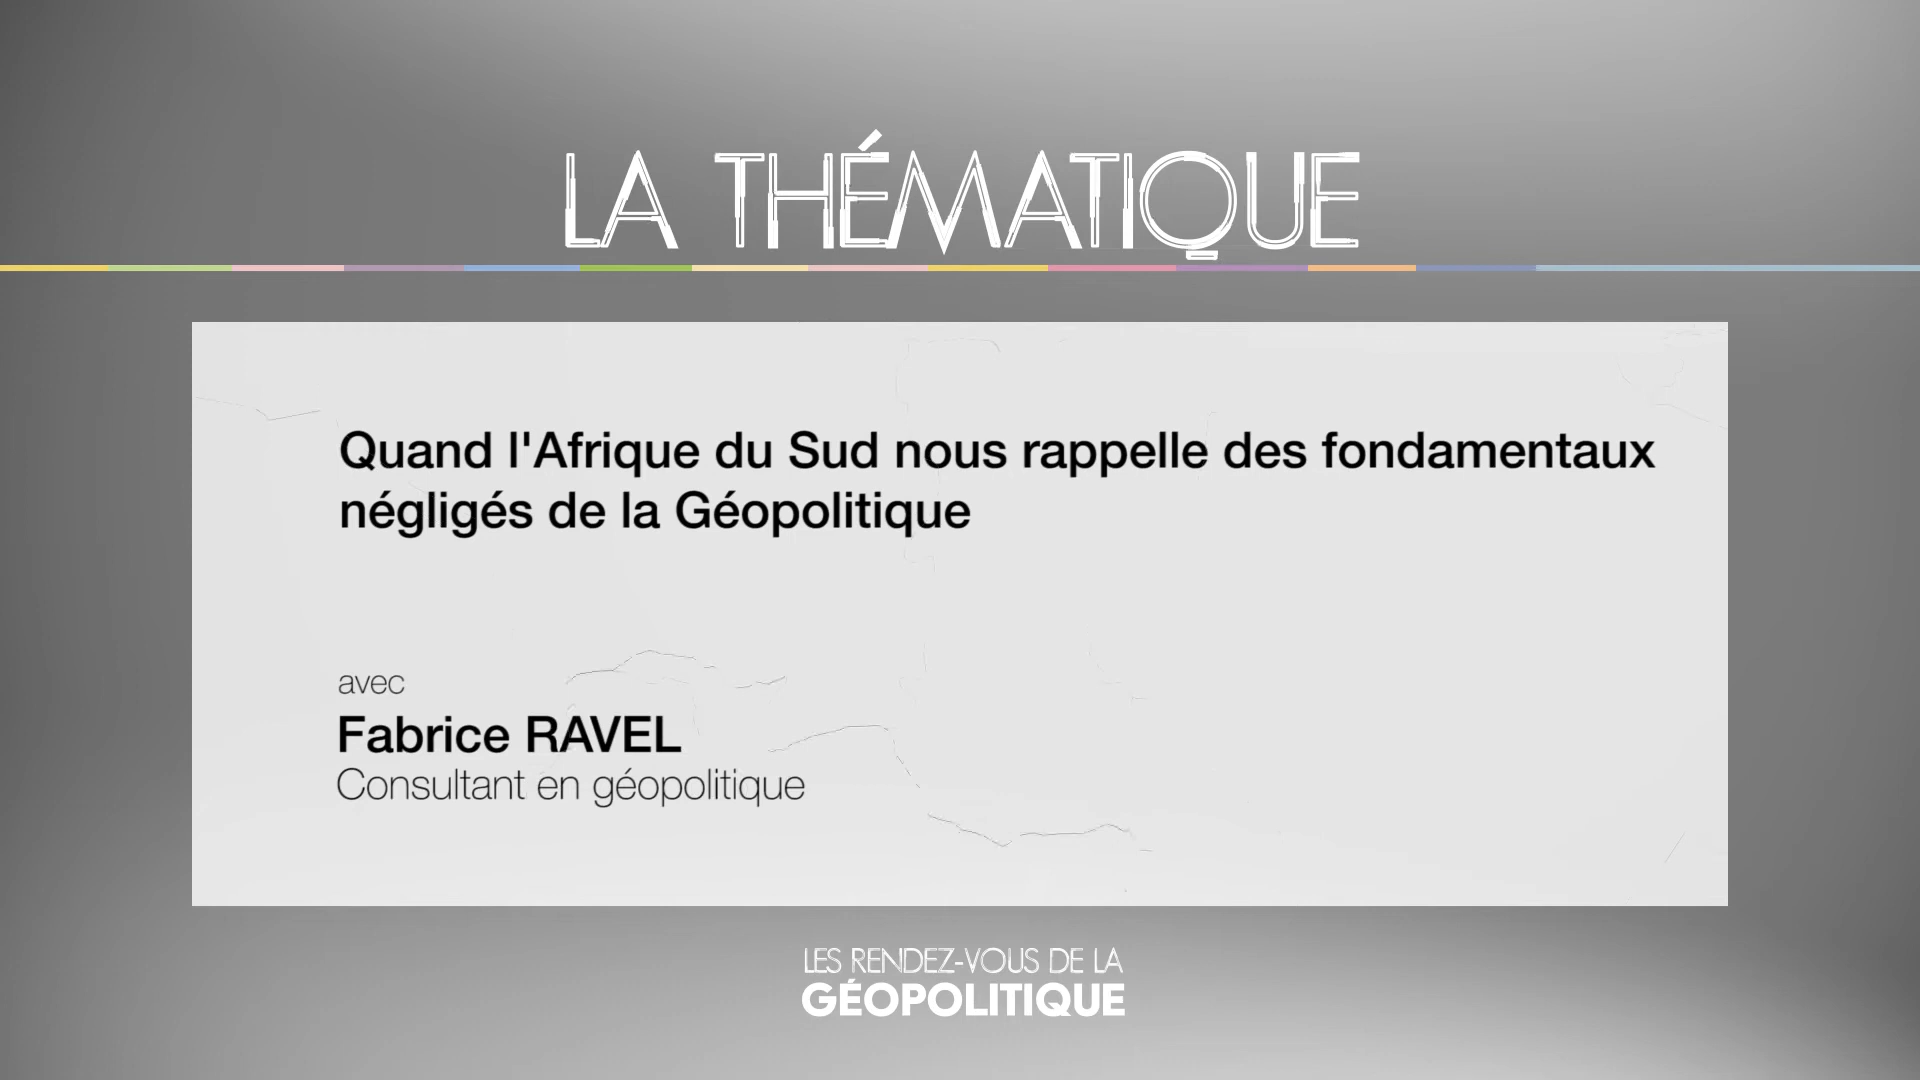 LA THÉMATIQUE
Quand l'Afrique du Sud nous rappelle des fondamentaux
négligés de la Géopolitique
avec
Fabrice RAVEL
Consultant en géopolitique
LES RENDEZ-VOUS DE LA
GÉOPOLITIQUE